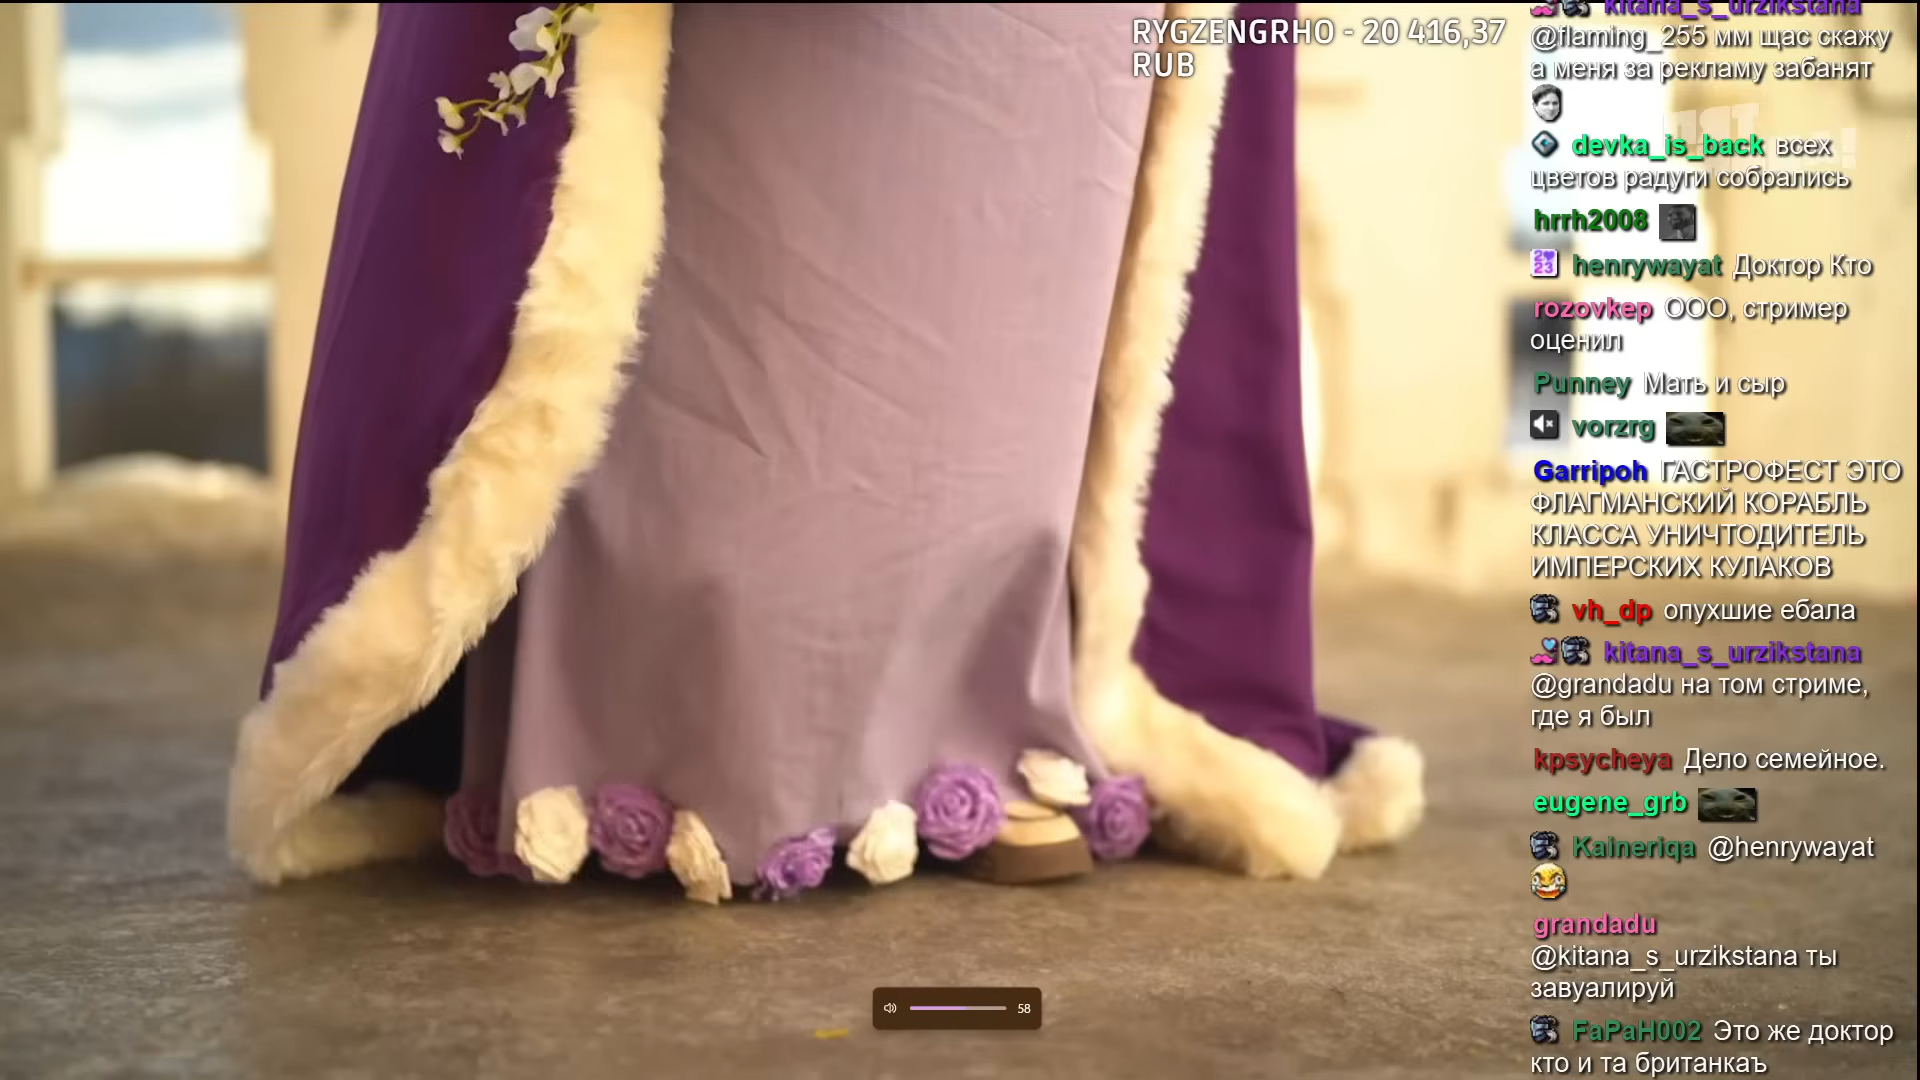 RYGZENGRHO - 20 416,37
RUB
kitana_s_urzikstana
@flaming_255 мм щас скажу
а меня за рекламу забанят
devka_is_back всех
цветов радуги собрались
hrrh2008
henrywayat Доктор Кто
rozovkep ООО, стример
оценил
Punney Мать и сыр
vorzrg
Garripoh ГАСТРОФЕСТ ЭТО
ФЛАГМАНСКИЙ КОРАБЛЬ
КЛАССА УНИЧТОДИТЕЛЬ
ИМПЕРСКИХ КУЛАКОВ
vh_dp опухшие ебала
kitana_s_urzikstana
@grandadu на том стриме,
где я был
kpsycheya Дело семейное.
eugene_grb
Kaineriqa @henrywayat
grandadu
@kitana_s_urzikstana ты
завуалируй
FaPaH002 Это же доктор
кто и та британкаъ
58